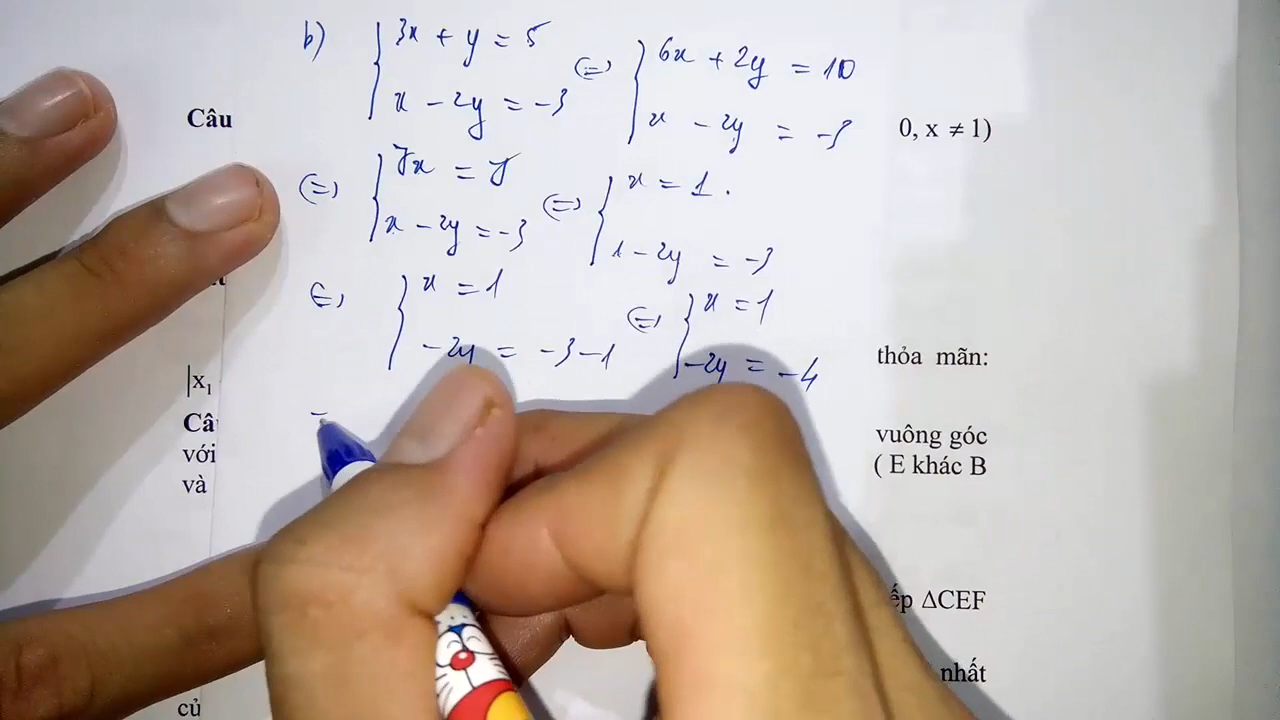 b) { 3x + y = 5 (=) { 6x + 2y = 10
x - 2y = -3 x - 2y = -3
Câu
0, x ≠ 1)
(=) { 7x = 7 (=) { x = 1 .
x - 2y = -3 1 - 2y = -3
(=) { x = 1 (=) { x = 1
-2y = -3 - 1 -2y = -4
thỏa mãn:
|x₁
Câ
vuông góc
với
( E khác B
và
ếp ΔCEF
nhất
củ